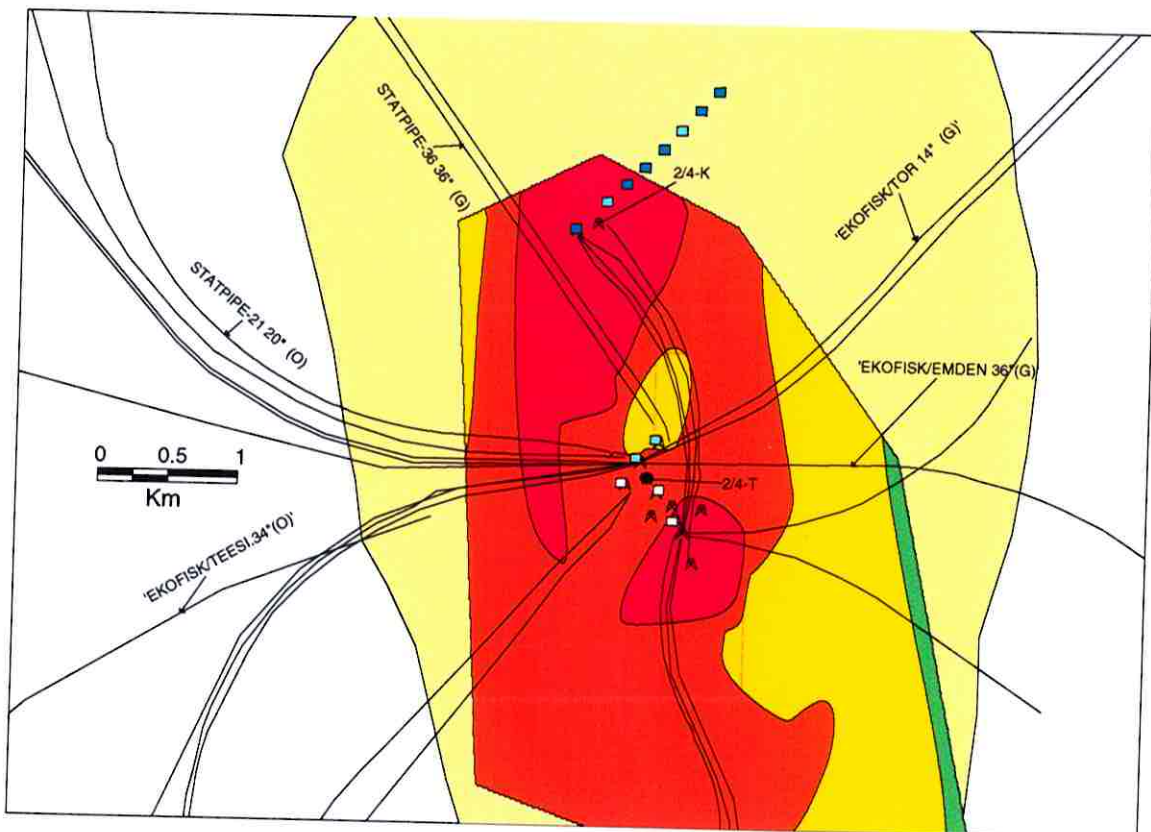 STATPIPE-36 36" (G)
2/4-K
'EKOFISK/TOR 14" (G)'
STATPIPE-21 20" (O)
'EKOFISK/EMDEN 36"(G)
0 0.5 1
Km
2/4-T
'EKOFISK/TEESI.34"(O)'